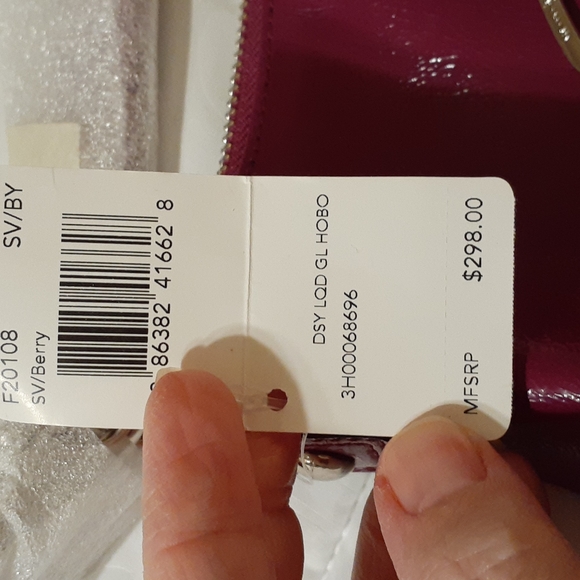 F20108 SV/BY
SV/Berry
86382 41662 8
DSY LQD GL HOBO
3H00068696
MFSRP $298.00